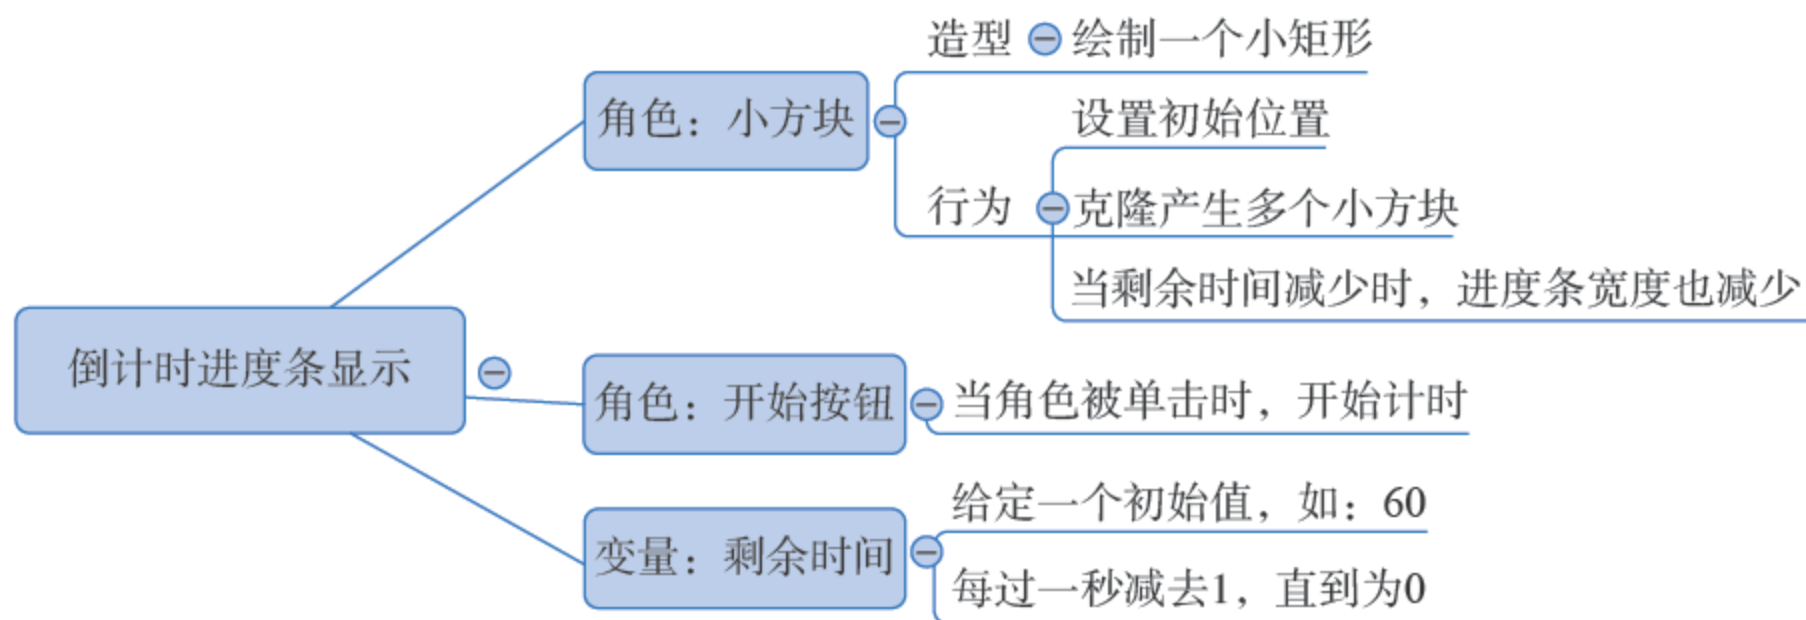 造型 绘制一个小矩形
角色：小方块
设置初始位置
行为 克隆产生多个小方块
当剩余时间减少时，进度条宽度也减少
倒计时进度条显示
角色：开始按钮 当角色被单击时，开始计时
给定一个初始值，如：60
变量：剩余时间
每过一秒减去1，直到为0